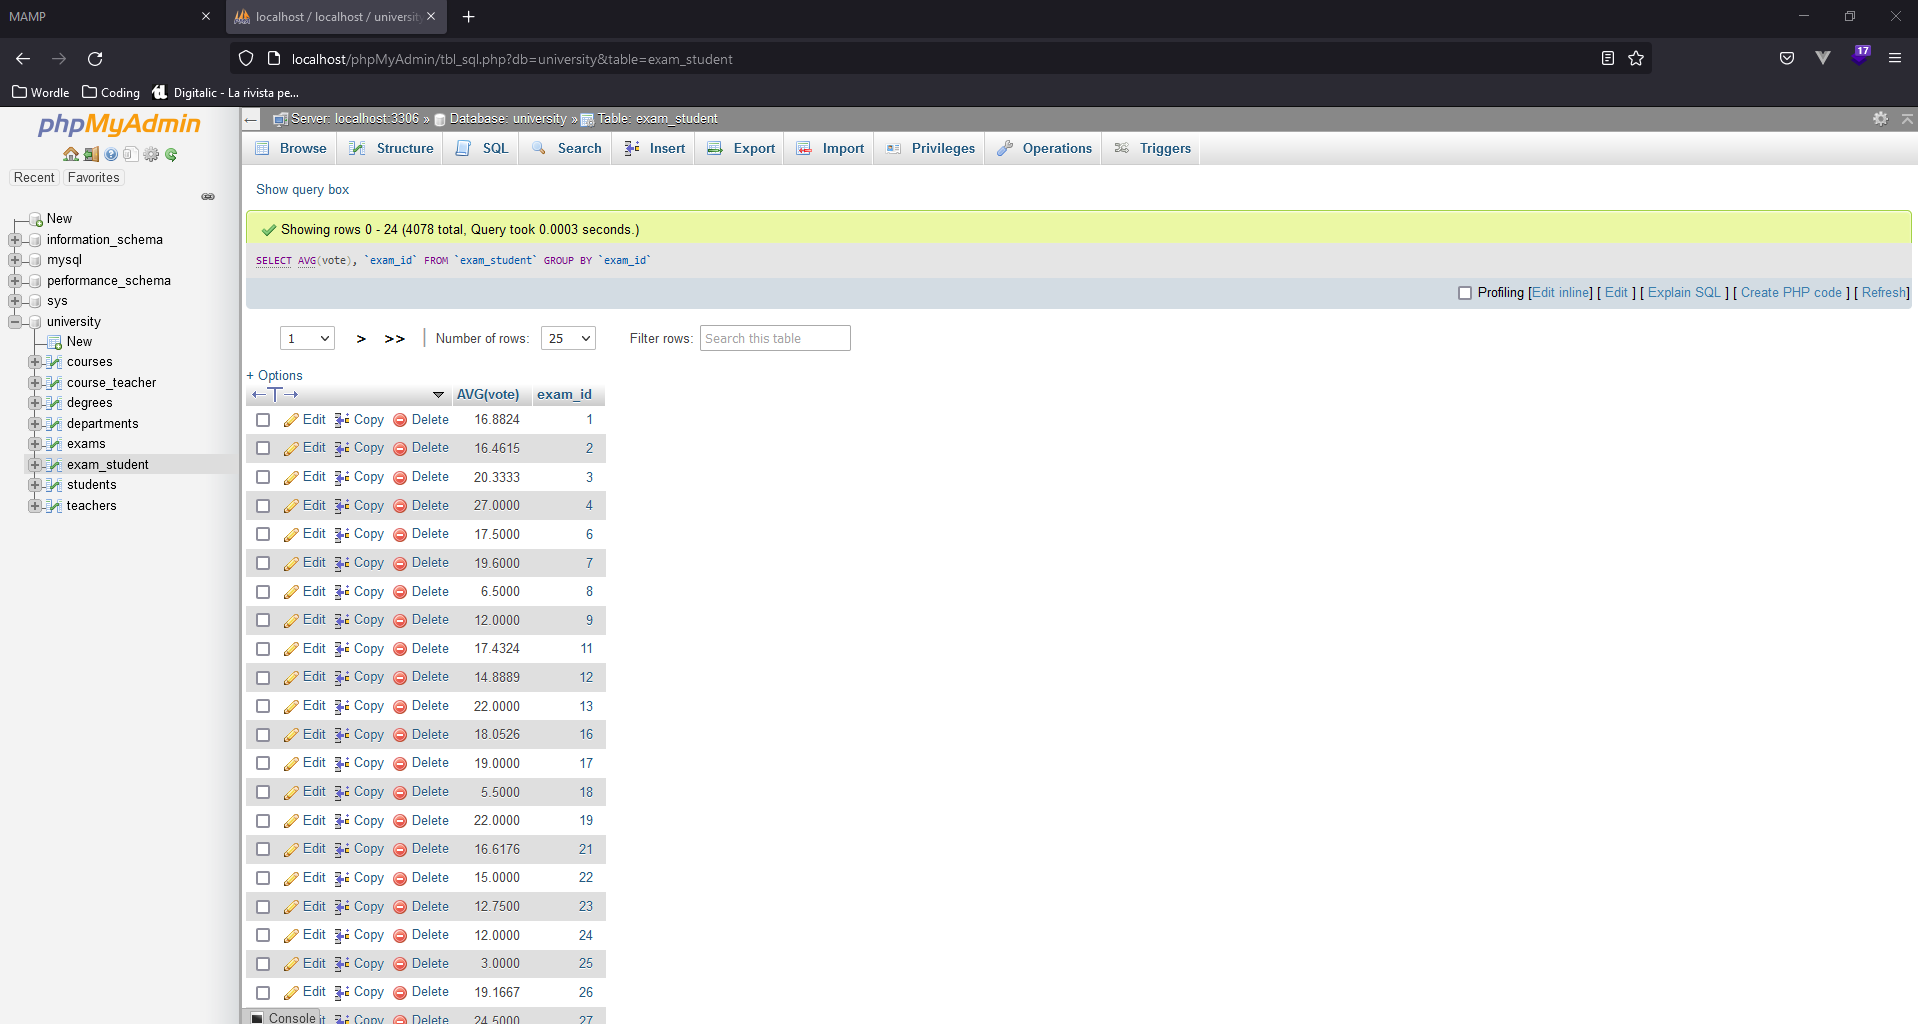 MAMP
localhost / localhost / university
localhost/phpMyAdmin/tbl_sql.php?db=university&table=exam_student
17
Wordle
Coding
Digitalic - La rivista pe...
phpMyAdmin
Recent
Favorites
New
information_schema
mysql
performance_schema
sys
university
New
courses
course_teacher
degrees
departments
exams
exam_student
students
teachers
Server: localhost:3306 » Database: university » Table: exam_student
Browse Structure SQL Search Insert Export Import Privileges Operations Triggers
Show query box
Showing rows 0 - 24 (4078 total, Query took 0.0003 seconds.)
SELECT AVG(vote), `exam_id` FROM `exam_student` GROUP BY `exam_id`
Profiling [Edit inline] [ Edit ] [ Explain SQL ] [ Create PHP code ] [ Refresh]
1 > >> Number of rows: 25 Filter rows: Search this table
+ Options
←T→ AVG(vote) exam_id
Edit Copy Delete 16.8824 1
Edit Copy Delete 16.4615 2
Edit Copy Delete 20.3333 3
Edit Copy Delete 27.0000 4
Edit Copy Delete 17.5000 6
Edit Copy Delete 19.6000 7
Edit Copy Delete 6.5000 8
Edit Copy Delete 12.0000 9
Edit Copy Delete 17.4324 11
Edit Copy Delete 14.8889 12
Edit Copy Delete 22.0000 13
Edit Copy Delete 18.0526 16
Edit Copy Delete 19.0000 17
Edit Copy Delete 5.5000 18
Edit Copy Delete 22.0000 19
Edit Copy Delete 16.6176 21
Edit Copy Delete 15.0000 22
Edit Copy Delete 12.7500 23
Edit Copy Delete 12.0000 24
Edit Copy Delete 3.0000 25
Edit Copy Delete 19.1667 26
Console Copy Delete 24.5000 27